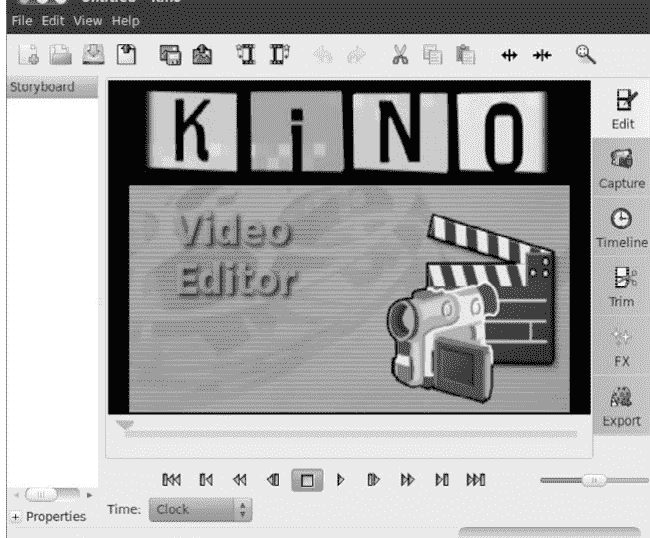 File Edit View Help
Storyboard
KiNO
Video
Editor
Edit
Capture
Timeline
Trim
FX
Export
Properties
Time: Clock